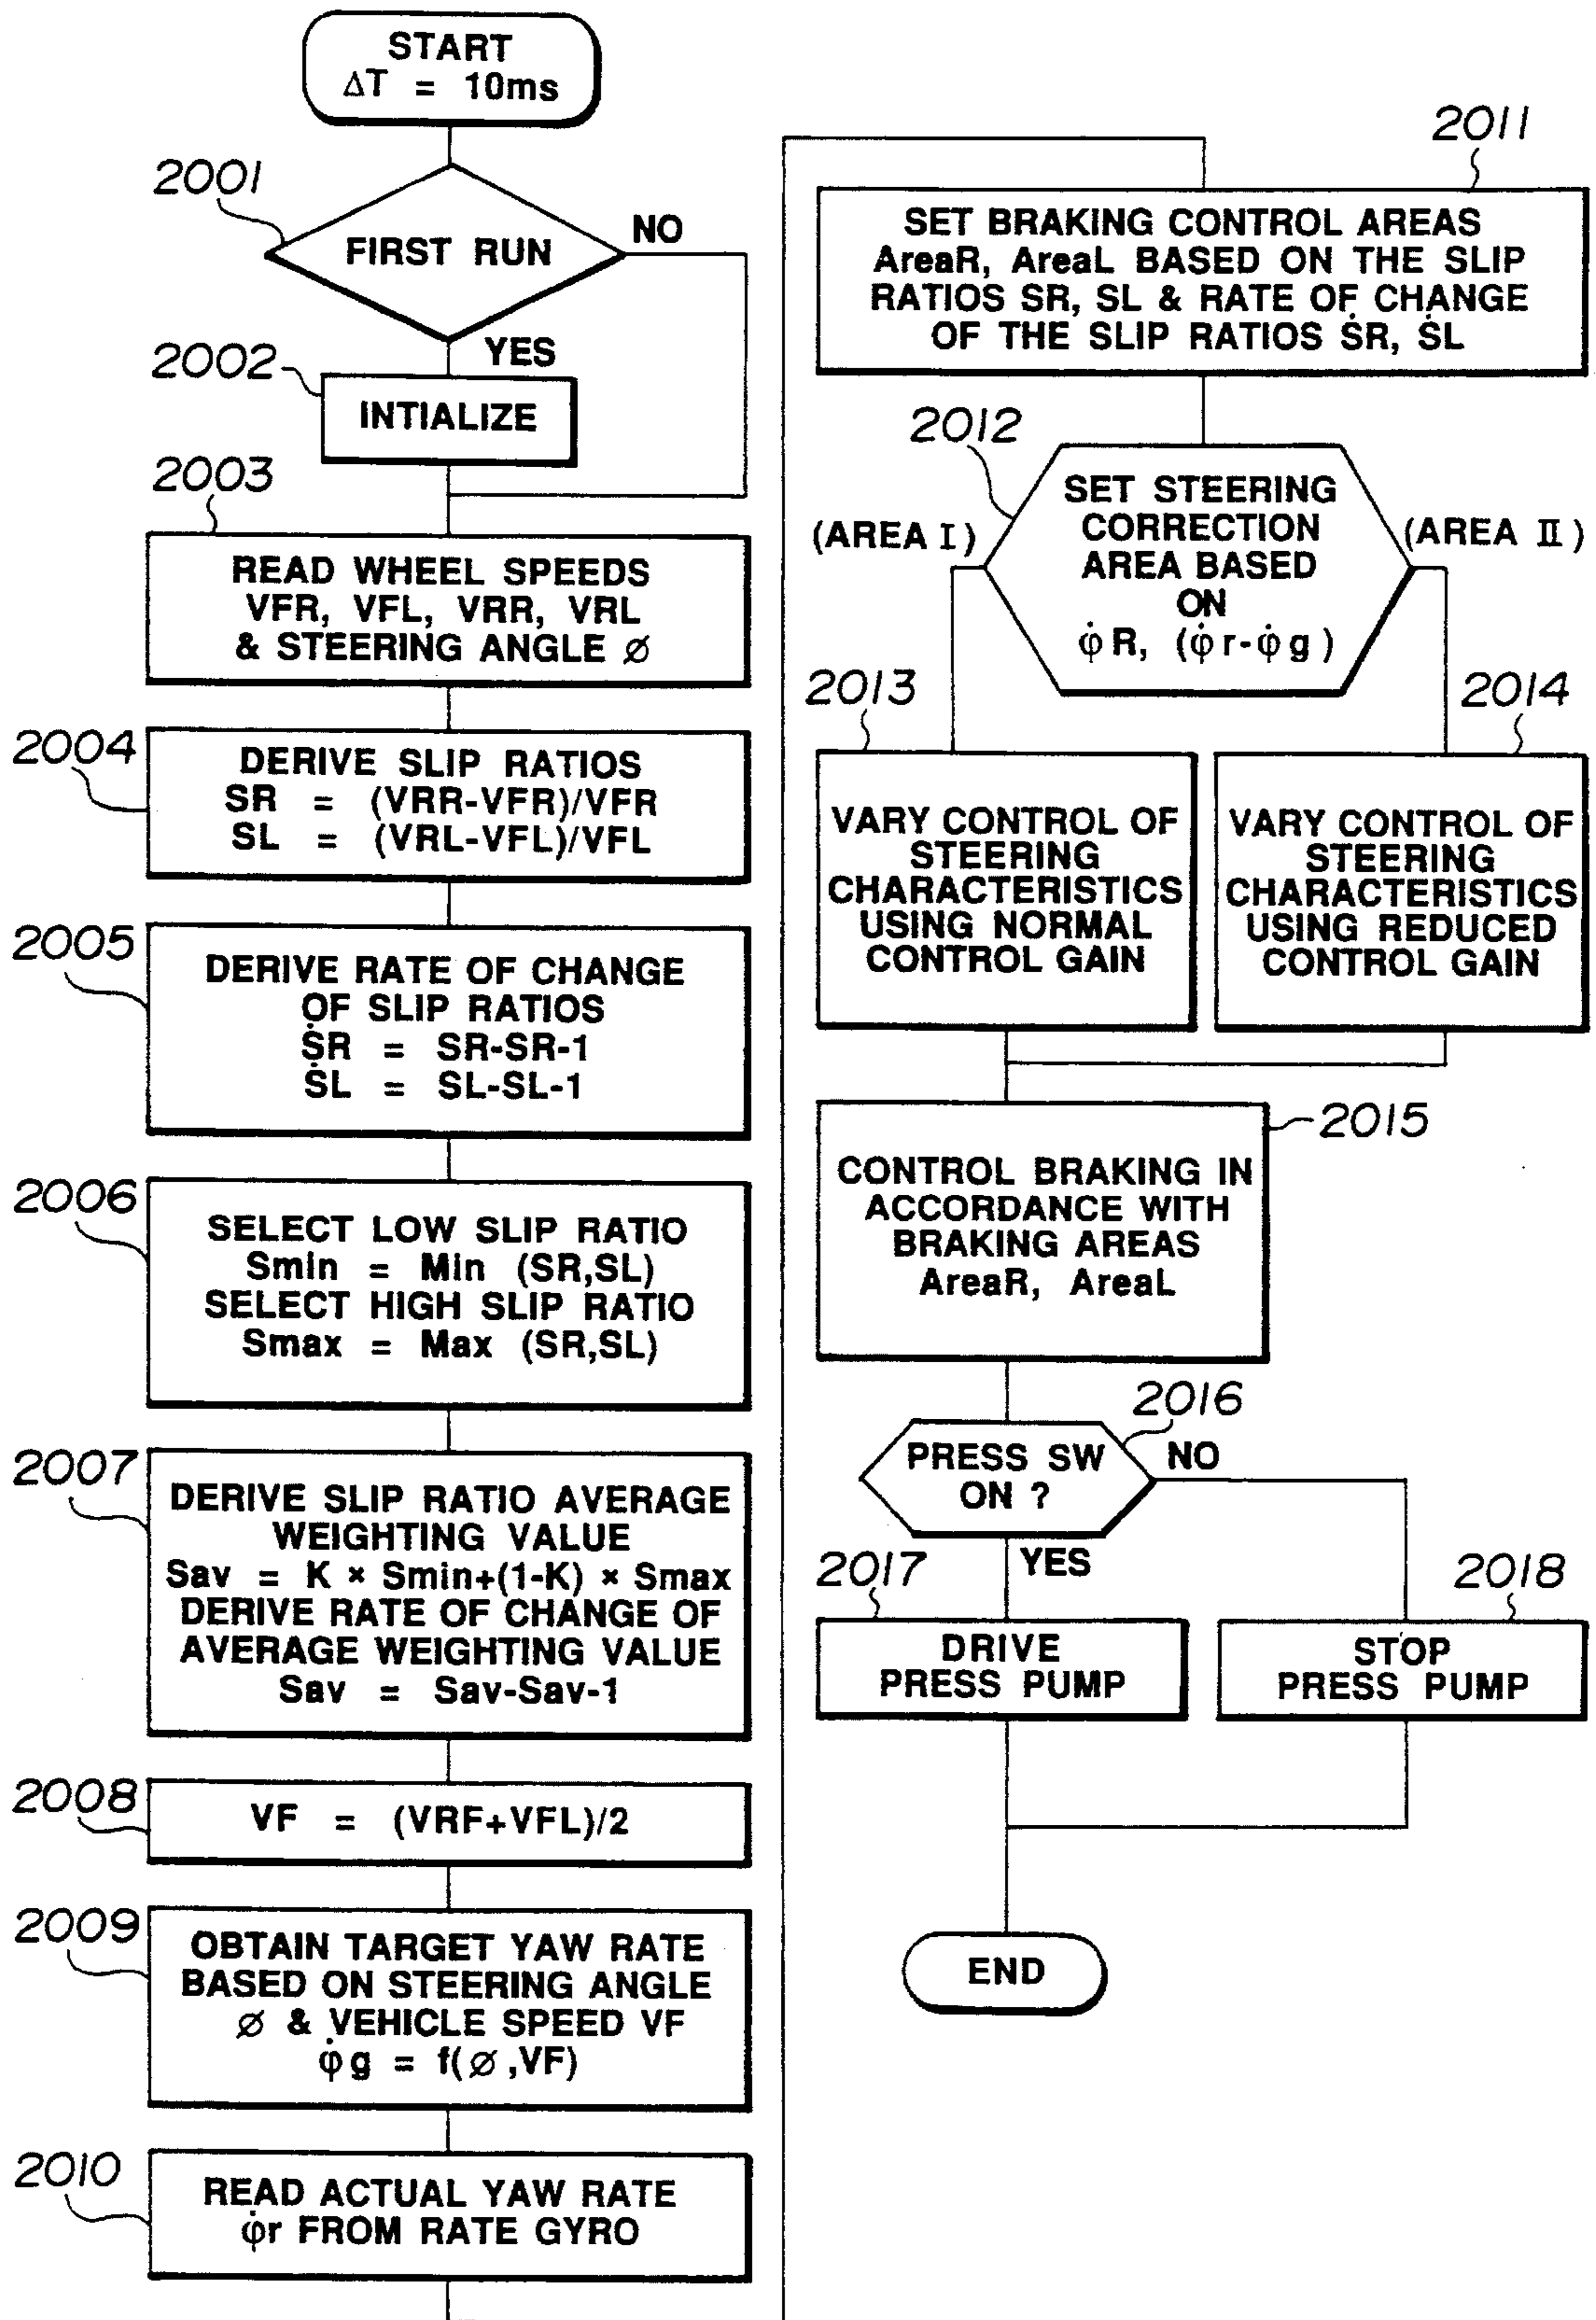 START
ΔT = 10ms
2001
FIRST RUN
NO
YES
2002
INTIALIZE
2003
READ WHEEL SPEEDS
VFR, VFL, VRR, VRL
& STEERING ANGLE ⌀
2004
DERIVE SLIP RATIOS
SR = (VRR-VFR)/VFR
SL = (VRL-VFL)/VFL
2005
DERIVE RATE OF CHANGE
OF SLIP RATIOS
ṠR = SR-SR-1
ṠL = SL-SL-1
2006
SELECT LOW SLIP RATIO
Smin = Min (SR,SL)
SELECT HIGH SLIP RATIO
Smax = Max (SR,SL)
2007
DERIVE SLIP RATIO AVERAGE
WEIGHTING VALUE
Sav = K × Smin+(1-K) × Smax
DERIVE RATE OF CHANGE OF
AVERAGE WEIGHTING VALUE
Sav = Sav-Sav-1
2008
VF = (VRF+VFL)/2
2009
OBTAIN TARGET YAW RATE
BASED ON STEERING ANGLE
⌀ & VEHICLE SPEED VF
φ̇g = f(⌀,VF)
2010
READ ACTUAL YAW RATE
φ̇r FROM RATE GYRO
2011
SET BRAKING CONTROL AREAS
AreaR, AreaL BASED ON THE SLIP
RATIOS SR, SL & RATE OF CHANGE
OF THE SLIP RATIOS ṠR, ṠL
2012
SET STEERING
CORRECTION
AREA BASED
ON
φ̇R, (φ̇r-φ̇g)
(AREA I)
(AREA II)
2013
VARY CONTROL OF
STEERING
CHARACTERISTICS
USING NORMAL
CONTROL GAIN
2014
VARY CONTROL OF
STEERING
CHARACTERISTICS
USING REDUCED
CONTROL GAIN
2015
CONTROL BRAKING IN
ACCORDANCE WITH
BRAKING AREAS
AreaR, AreaL
2016
PRESS SW
ON ?
NO
YES
2017
DRIVE
PRESS PUMP
2018
STOP
PRESS PUMP
END